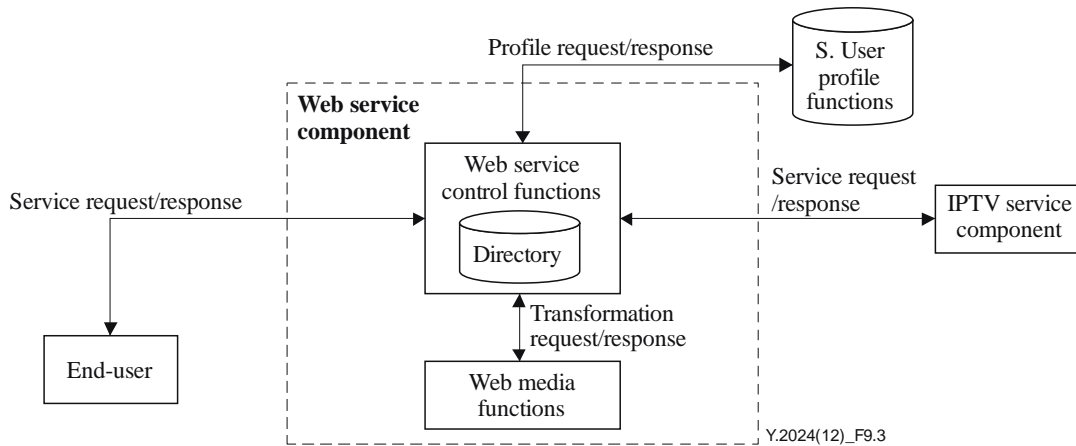 Profile request/response
S. User
profile
functions
Web service
component
Web service
control functions
Directory
Service request/response
Service request
/response
IPTV service
component
Transformation
request/response
End-user
Web media
functions
Y.2024(12)_F9.3